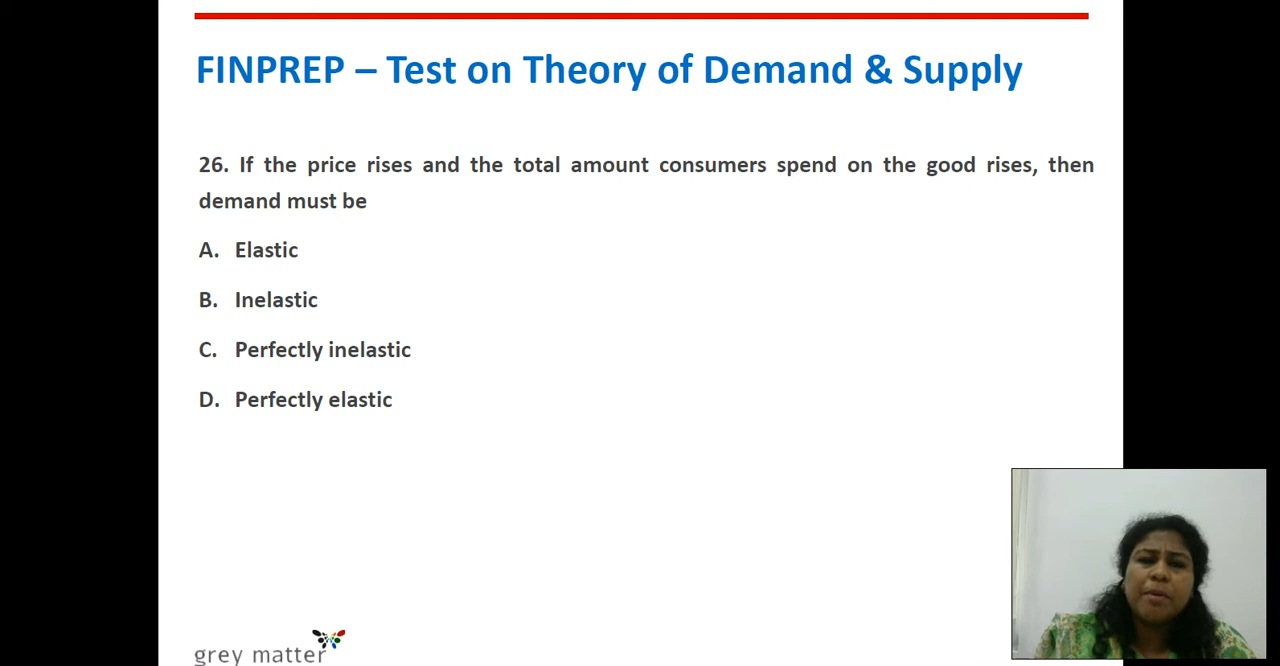 FINPREP – Test on Theory of Demand & Supply
26. If the price rises and the total amount consumers spend on the good rises, then
demand must be
A. Elastic
B. Inelastic
C. Perfectly inelastic
D. Perfectly elastic
grey matter